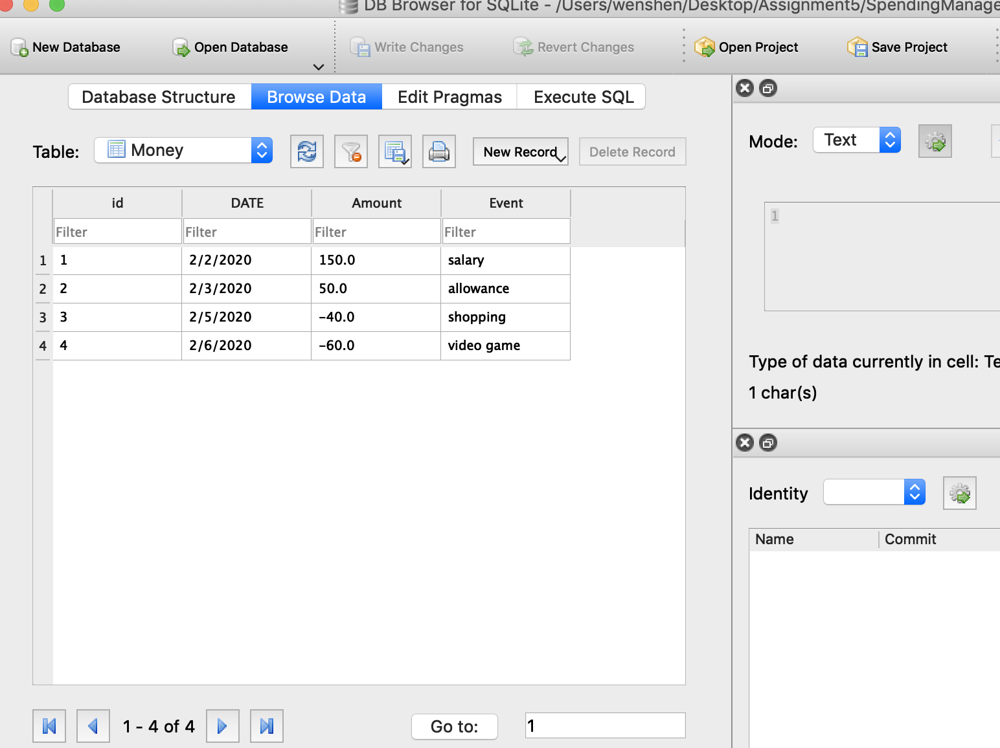 DB Browser for SQLite - /Users/wenshen/Desktop/Assignment5/SpendingManage
New Database Open Database Write Changes Revert Changes Open Project Save Project
Database Structure Browse Data Edit Pragmas Execute SQL
Table: Money New Record Delete Record
id DATE Amount Event
Filter Filter Filter Filter
1 1 2/2/2020 150.0 salary
2 2 2/3/2020 50.0 allowance
3 3 2/5/2020 -40.0 shopping
4 4 2/6/2020 -60.0 video game
1 - 4 of 4 Go to: 1
Mode: Text
1
Type of data currently in cell: Te
1 char(s)
Identity
Name Commit